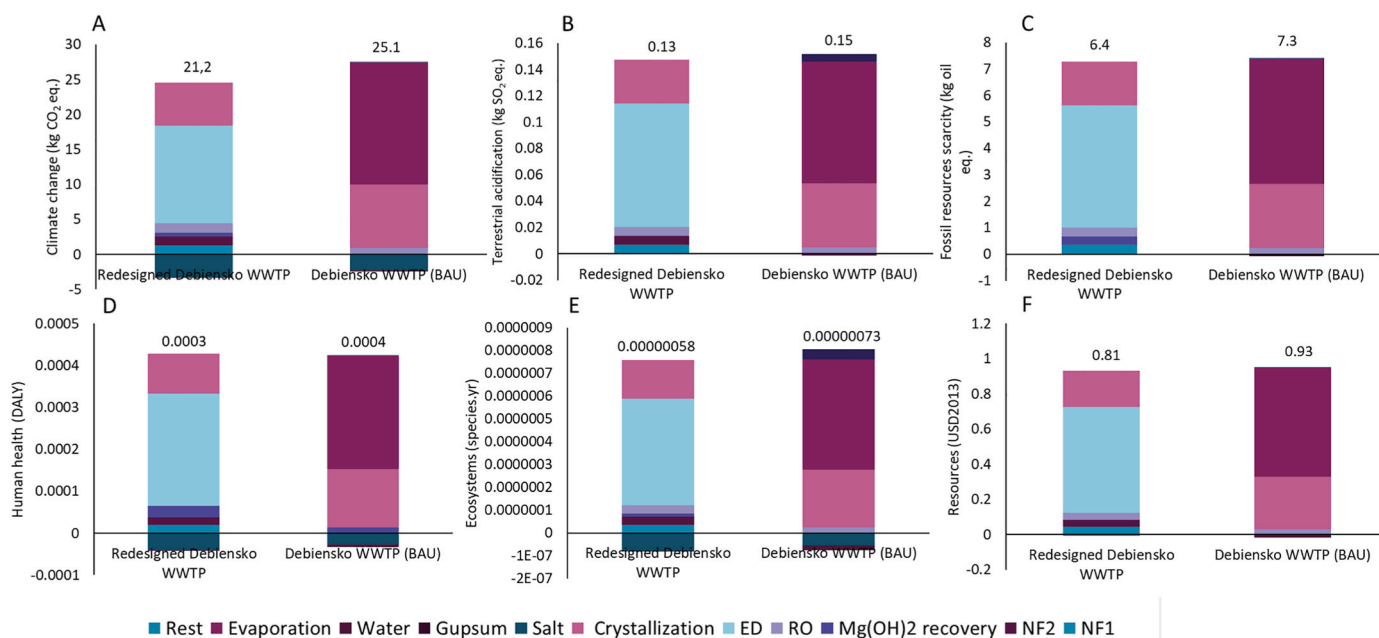 A
Climate change (kg CO2 eq.)
30
25
20
15
10
5
0
-5
21,2
25.1
Redesigned Debiensko
WWTP
Debiensko WWTP (BAU)
B
Terrestrial acidification (kg SO2 eq.)
0.16
0.14
0.12
0.1
0.08
0.06
0.04
0.02
0
-0.02
0.13
0.15
Redesigned Debiensko
WWTP
Debiensko WWTP (BAU)
C
Fossil resources scarcity (kg oil
eq.)
8
7
6
5
4
3
2
1
0
-1
6.4
7.3
Redesigned Debiensko
WWTP
Debiensko WWTP (BAU)
D
Human health (DALY)
0.0005
0.0004
0.0003
0.0002
0.0001
0
-0.0001
0.0003
0.0004
Redesigned Debiensko
WWTP
Debiensko WWTP (BAU)
E
Ecosystems (species.yr)
0.0000009
0.0000008
0.0000007
0.0000006
0.0000005
0.0000004
0.0000003
0.0000002
0.0000001
0
-1E-07
-2E-07
0.00000058
0.00000073
Redesigned Debiensko
WWTP
Debiensko WWTP (BAU)
F
Resources (USD2013)
1.2
1
0.8
0.6
0.4
0.2
0
-0.2
0.81
0.93
Redesigned Debiensko
WWTP
Debiensko WWTP (BAU)
Rest Evaporation Water Gupsum Salt Crystallization ED RO Mg(OH)2 recovery NF2 NF1